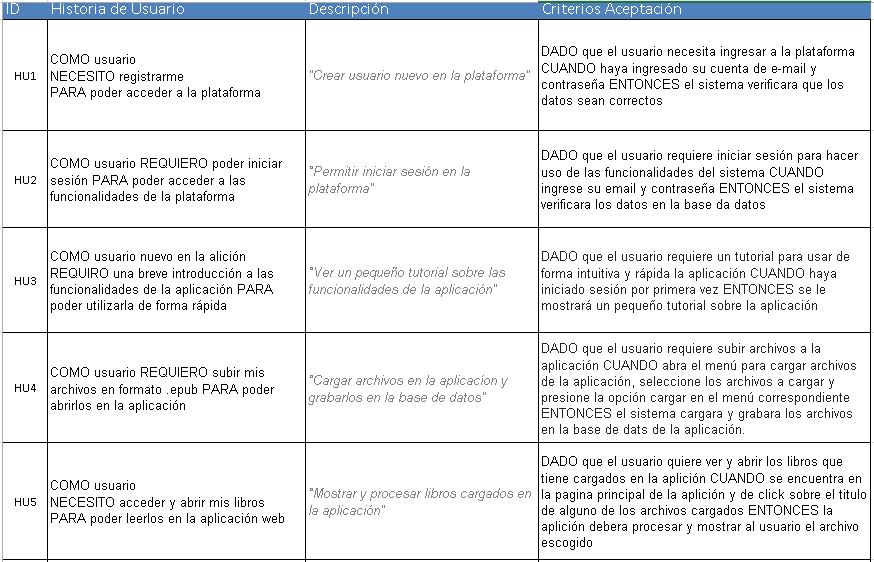 ID Historia de Usuario Descripción Criterios Aceptación
HU1
COMO usuario
NECESITO registrarme
PARA poder acceder a la plataforma
"Crear usuario nuevo en la plataforma"
DADO que el usuario necesita ingresar a la plataforma
CUANDO haya ingresado su cuenta de e-mail y
contraseña ENTONCES el sistema verificara que los
datos sean correctos
HU2
COMO usuario REQUIERO poder iniciar
sesión PARA poder acceder a las
funcionalidades de la plataforma
"Permitir iniciar sesión en la
plataforma"
DADO que el usuario requiere iniciar sesión para hacer
uso de las funcionalidades del sistema CUANDO
ingrese su email y contraseña ENTONCES el sistema
verificara los datos en la base da datos
HU3
COMO usuario nuevo en la alición
REQUIRO una breve introducción a las
funcionalidades de la aplicación PARA
poder utilizarla de forma rápida
"Ver un pequeño tutorial sobre las
funcionalidades de la aplicación"
DADO que el usuario requiere un tutorial para usar de
forma intuitiva y rápida la aplicación CUANDO haya
iniciado sesión por primera vez ENTONCES se le
mostrará un pequeño tutorial sobre la aplicación
HU4
COMO usuario REQUIERO subir mis
archivos en formato .epub PARA poder
abrirlos en la aplicación
"Cargar archivos en la aplicacíon y
grabarlos en la base de datos"
DADO que el usuario requiere subir archivos a la
aplicación CUANDO abra el menú para cargar archivos
de la aplicación, seleccione los archivos a cargar y
presione la opción cargar en el menú correspondiente
ENTONCES el sistema cargara y grabara los archivos
en la base de dats de la aplicación.
HU5
COMO usuario
NECESITO acceder y abrir mis libros
PARA poder leerlos en la aplicación web
"Mostrar y procesar libros cargados en
la aplicación"
DADO que el usuario quiere ver y abrir los libros que
tiene cargados en la aplición CUANDO se encuentra en
la pagina principal de la aplición y de click sobre el titulo
de alguno de los archivos cargados ENTONCES la
aplición debera procesar y mostrar al usuario el archivo
escogido